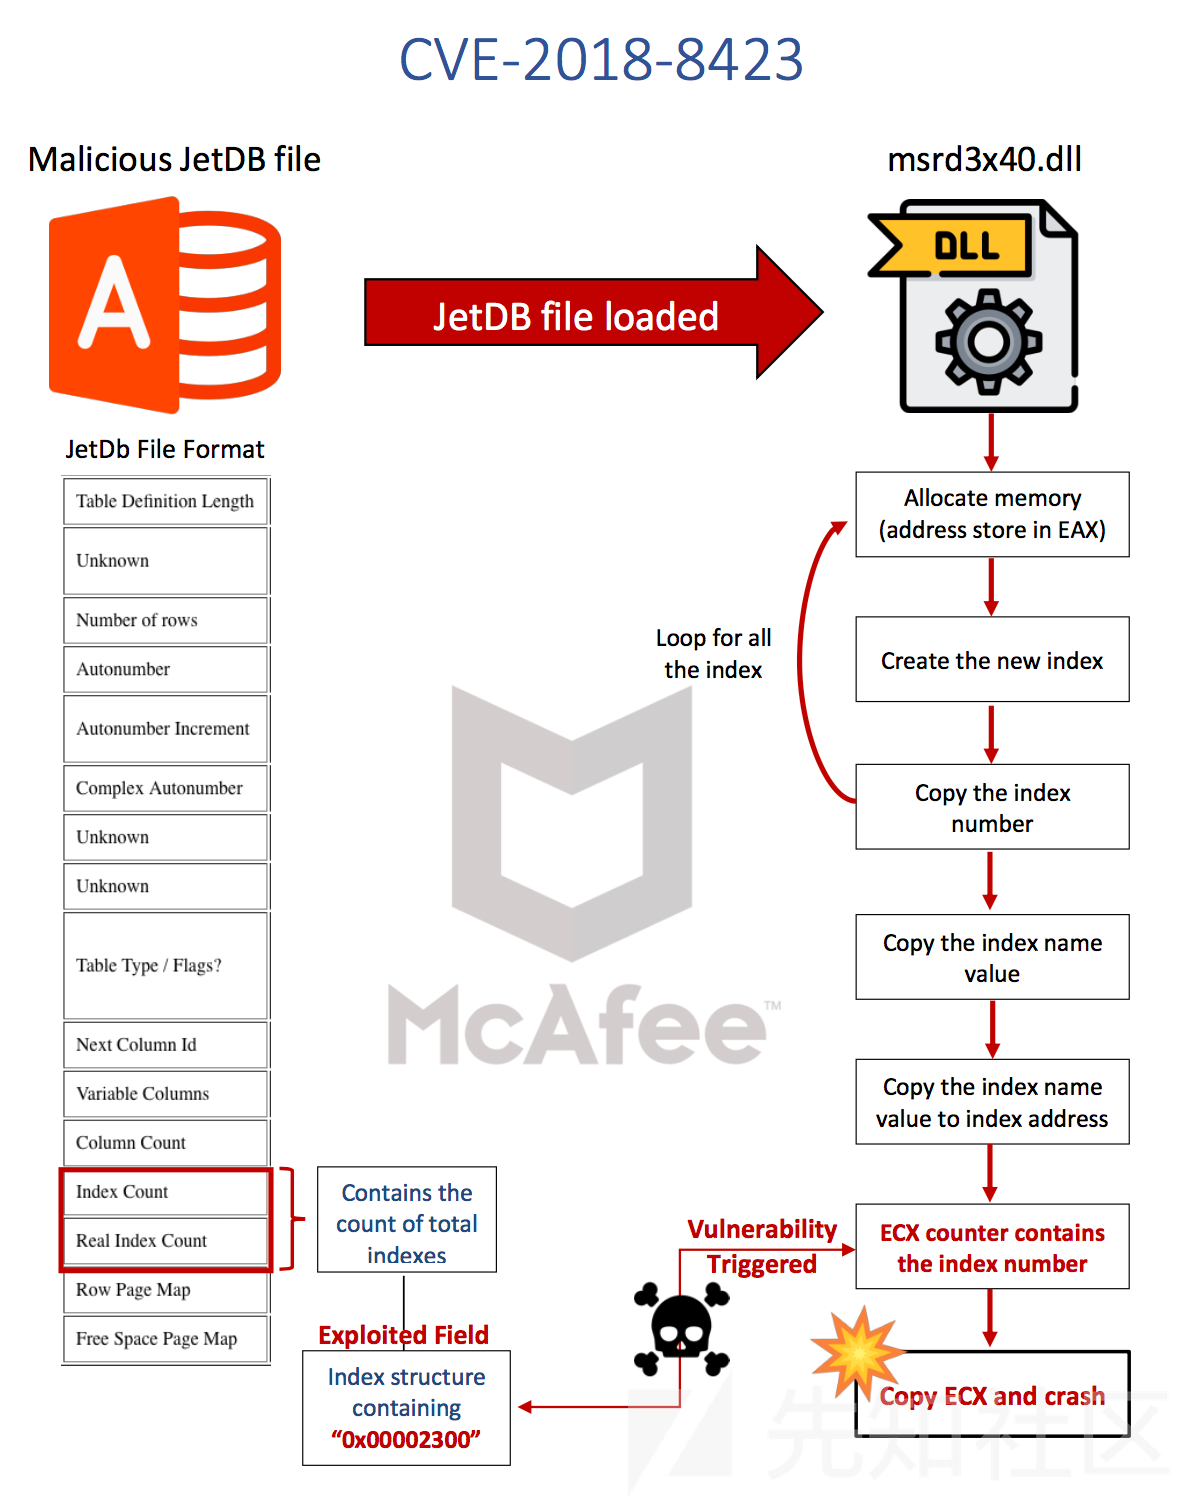 CVE-2018-8423
Malicious JetDB file
msrd3x40.dll
A
DLL
JetDB file loaded
JetDb File Format
Table Definition Length
Unknown
Number of rows
Autonumber
Autonumber Increment
Complex Autonumber
Unknown
Unknown
Table Type / Flags?
Next Column Id
Variable Columns
Column Count
Index Count
Real Index Count
Row Page Map
Free Space Page Map
Contains the
count of total
indexes
Exploited Field
Index structure
containing
“0x00002300”
McAfee™
Loop for all
the index
Allocate memory
(address store in EAX)
Create the new index
Copy the index
number
Copy the index name
value
Copy the index name
value to index address
Vulnerability
Triggered
ECX counter contains
the index number
Copy ECX and crash
先知社区